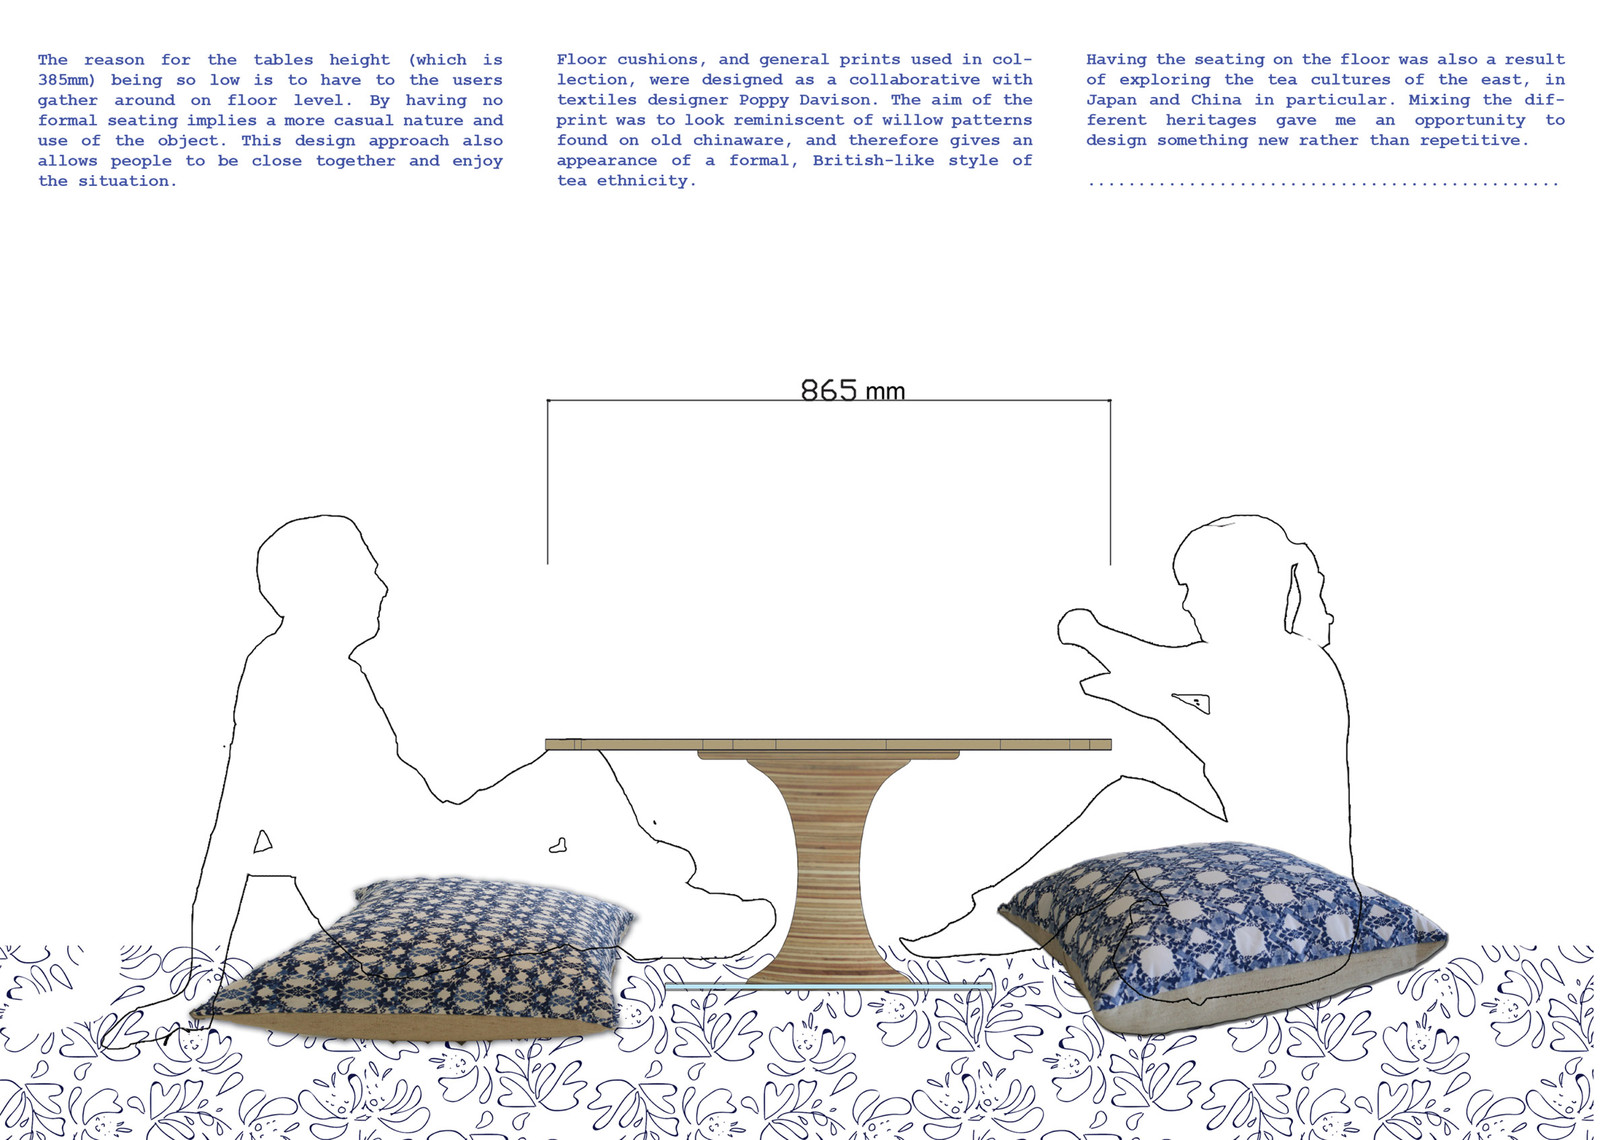 The reason for the tables height (which is
385mm) being so low is to have to the users
gather around on floor level. By having no
formal seating implies a more casual nature and
use of the object. This design approach also
allows people to be close together and enjoy
the situation.
Floor cushions, and general prints used in col-
lection, were designed as a collaborative with
textiles designer Poppy Davison. The aim of the
print was to look reminiscent of willow patterns
found on old chinaware, and therefore gives an
appearance of a formal, British-like style of
tea ethnicity.
Having the seating on the floor was also a result
of exploring the tea cultures of the east, in
Japan and China in particular. Mixing the dif-
ferent heritages gave me an opportunity to
design something new rather than repetitive.
...............................................
865 mm